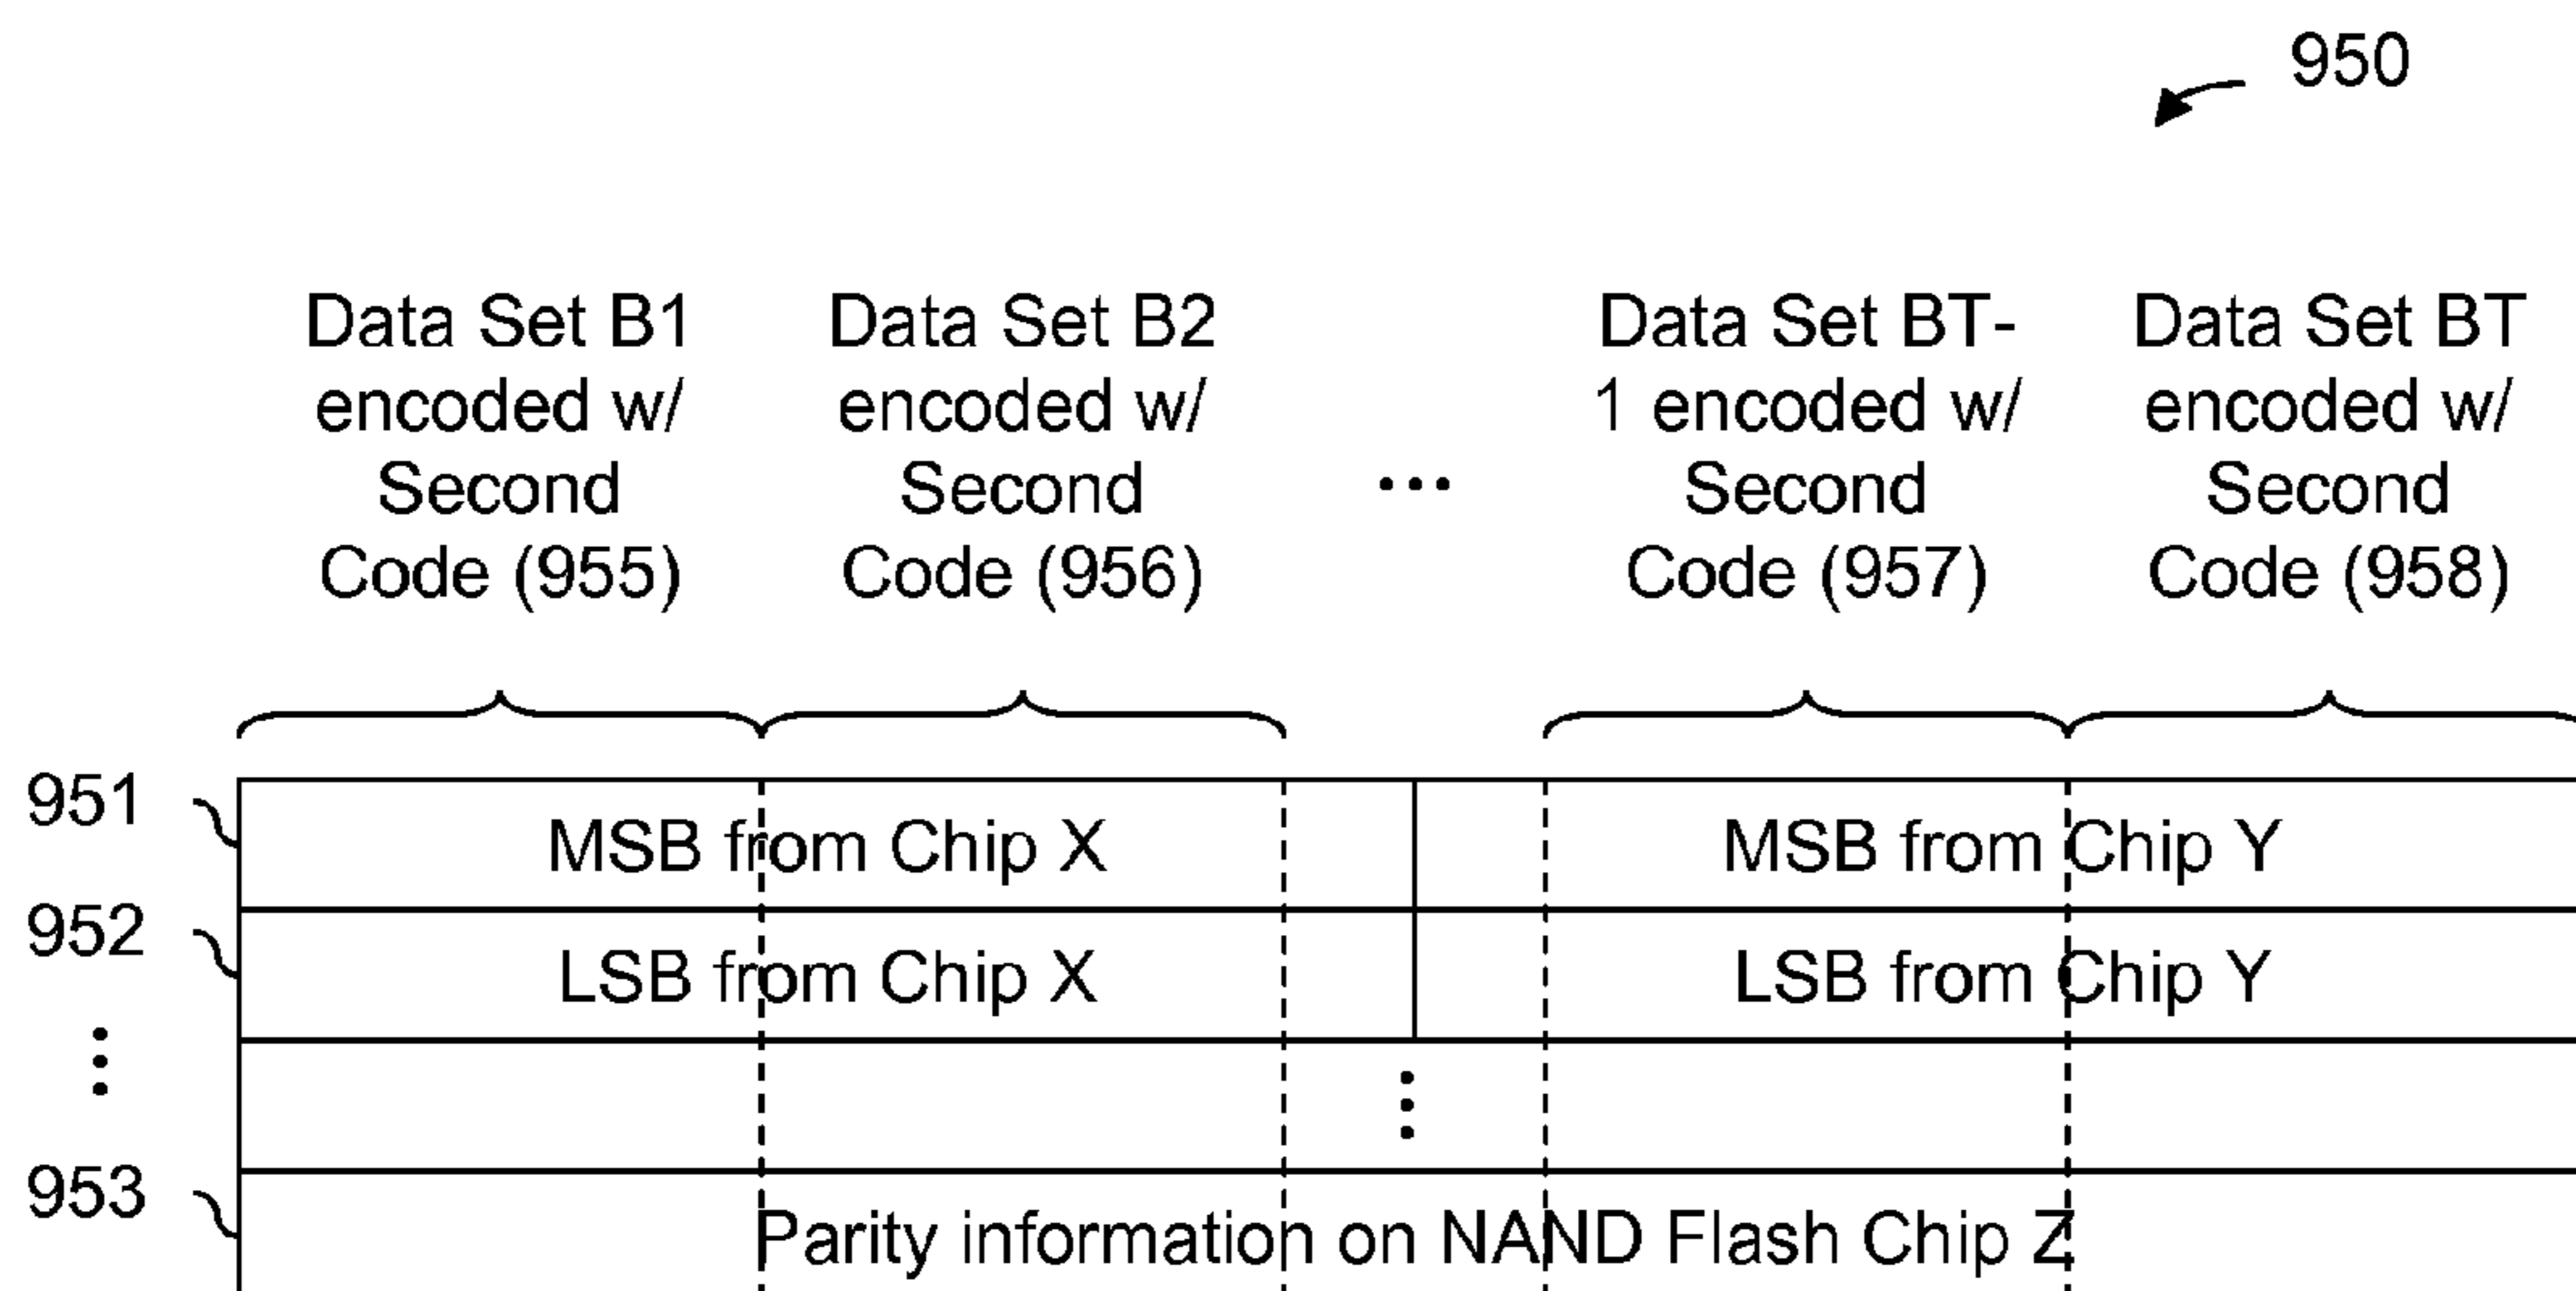 950
Data Set B1
encoded w/
Second
Code (955)
Data Set B2
encoded w/
Second
Code (956)
...
Data Set BT-
1 encoded w/
Second
Code (957)
Data Set BT
encoded w/
Second
Code (958)
951
MSB from Chip X
MSB from Chip Y
952
LSB from Chip X
LSB from Chip Y
953
Parity information on NAND Flash Chip Z